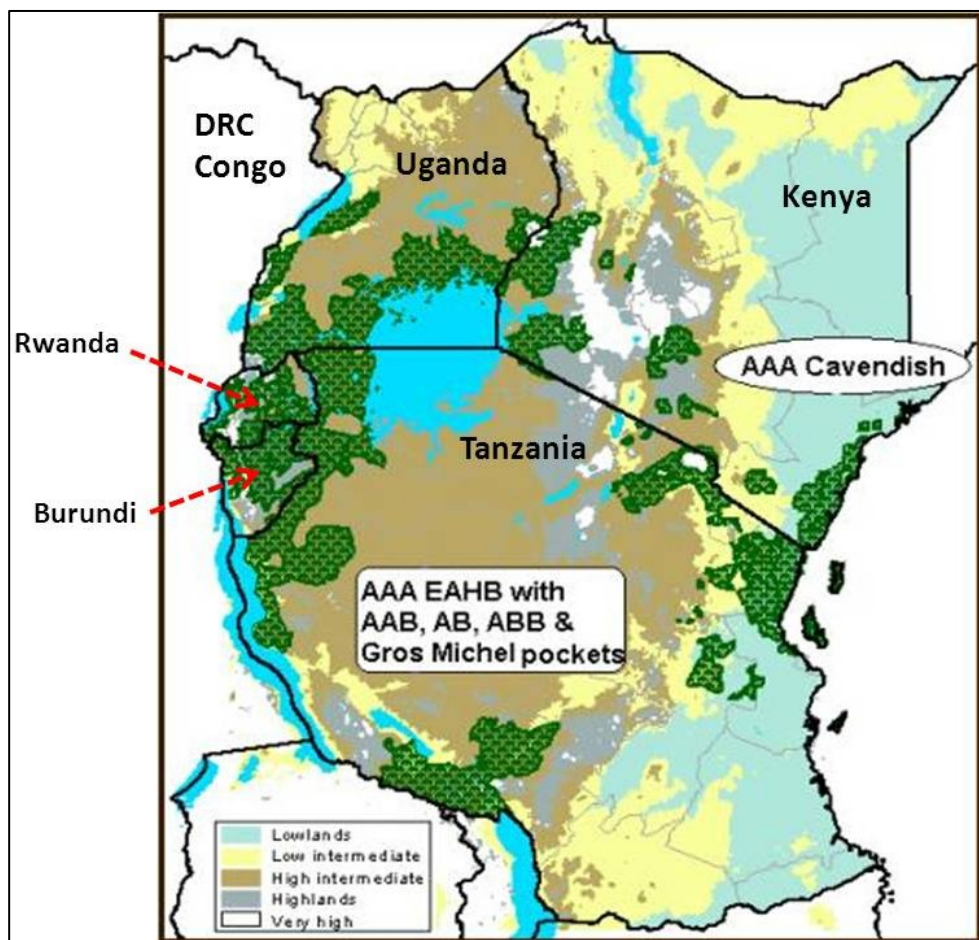 DRC
Congo
Uganda
Kenya
Rwanda
AAA Cavendish
Tanzania
Burundi
AAA EAHB with
AAB, AB, ABB &
Gros Michel pockets
Lowlands
Low intermediate
High intermediate
Highlands
Very high